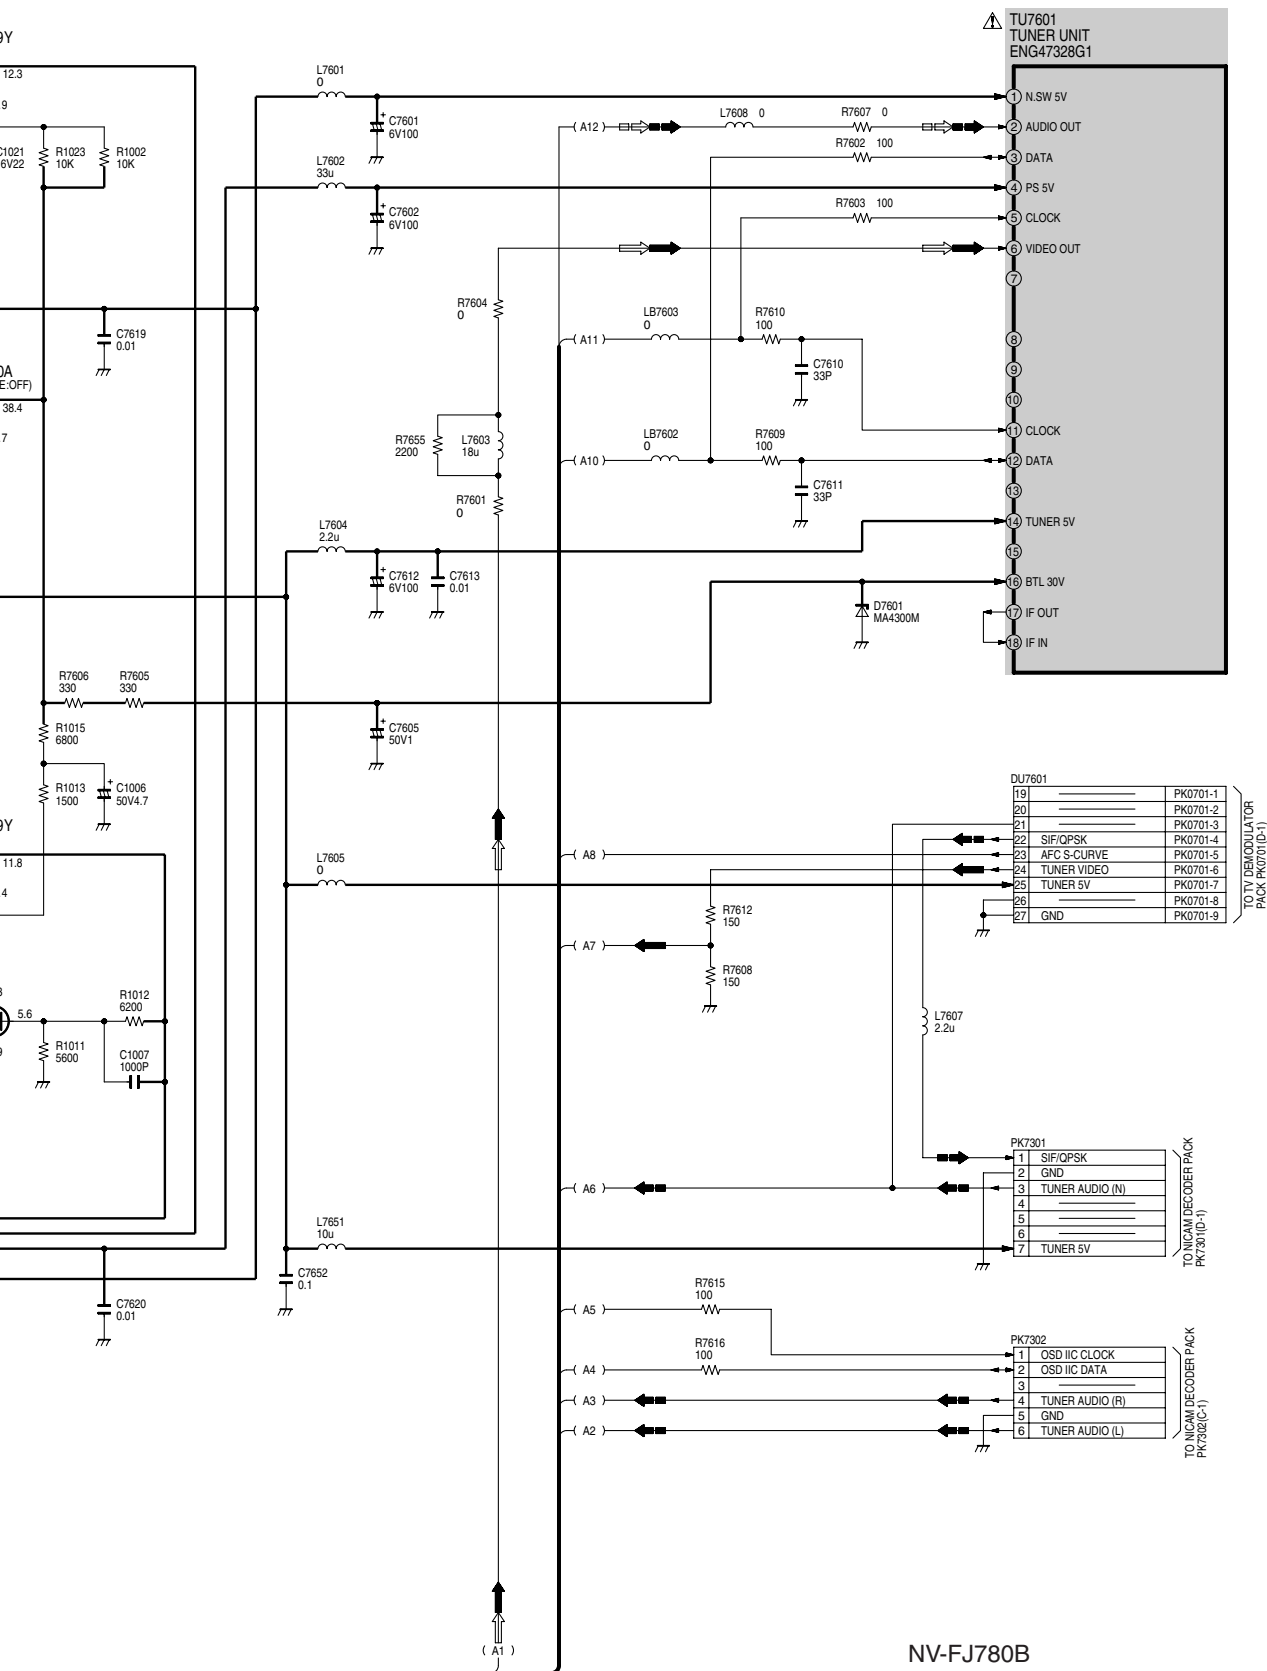 9Y
12.3
.9
C1021
6V22
R1023
10K
R1002
10K
L7601
0
C7601
+
6V100
L7602
33u
C7602
+
6V100
( A12 )
L7608 0
R7607 0
R7602 100
R7603 100
TU7601
TUNER UNIT
ENG47328G1
1 N.SW 5V
2 AUDIO OUT
3 DATA
4 PS 5V
5 CLOCK
6 VIDEO OUT
7
8
9
10
11 CLOCK
12 DATA
13
14 TUNER 5V
15
16 BTL 30V
17 IF OUT
18 IF IN
C7619
0.01
0A
E:OFF)
38.4
.7
R7604
0
LB7603
0
R7610
100
( A11 )
C7610
33P
R7655
2200
L7603
18u
LB7602
0
R7609
100
( A10 )
C7611
33P
R7601
0
L7604
2.2u
C7612
+
6V100
C7613
0.01
D7601
MA4300M
R7606
330
R7605
330
R1015
6800
C7605
+
50V1
R1013
1500
C1006
+
50V4.7
9Y
11.8
.4
L7605
0
( A8 )
R7612
150
( A7 )
R7608
150
DU7601
19 PK0701-1
20 PK0701-2
21 PK0701-3
22 SIF/QPSK PK0701-4
23 AFC S-CURVE PK0701-5
24 TUNER VIDEO PK0701-6
25 TUNER 5V PK0701-7
26 PK0701-8
27 GND PK0701-9
TO TV DEMODULATOR
PACK PK0701(D-1)
5.6
R1012
6200
R1011
5600
C1007
1000P
L7607
2.2u
PK7301
1 SIF/QPSK
2 GND
3 TUNER AUDIO (N)
4
5
6
7 TUNER 5V
TO NICAM DECODER PACK
PK7301(D-1)
( A6 )
L7651
10u
C7652
0.1
C7620
0.01
( A5 )
R7615
100
( A4 )
R7616
100
( A3 )
( A2 )
PK7302
1 OSD IIC CLOCK
2 OSD IIC DATA
3
4 TUNER AUDIO (R)
5 GND
6 TUNER AUDIO (L)
TO NICAM DECODER PACK
PK7302(C-1)
( A1 )
NV-FJ780B